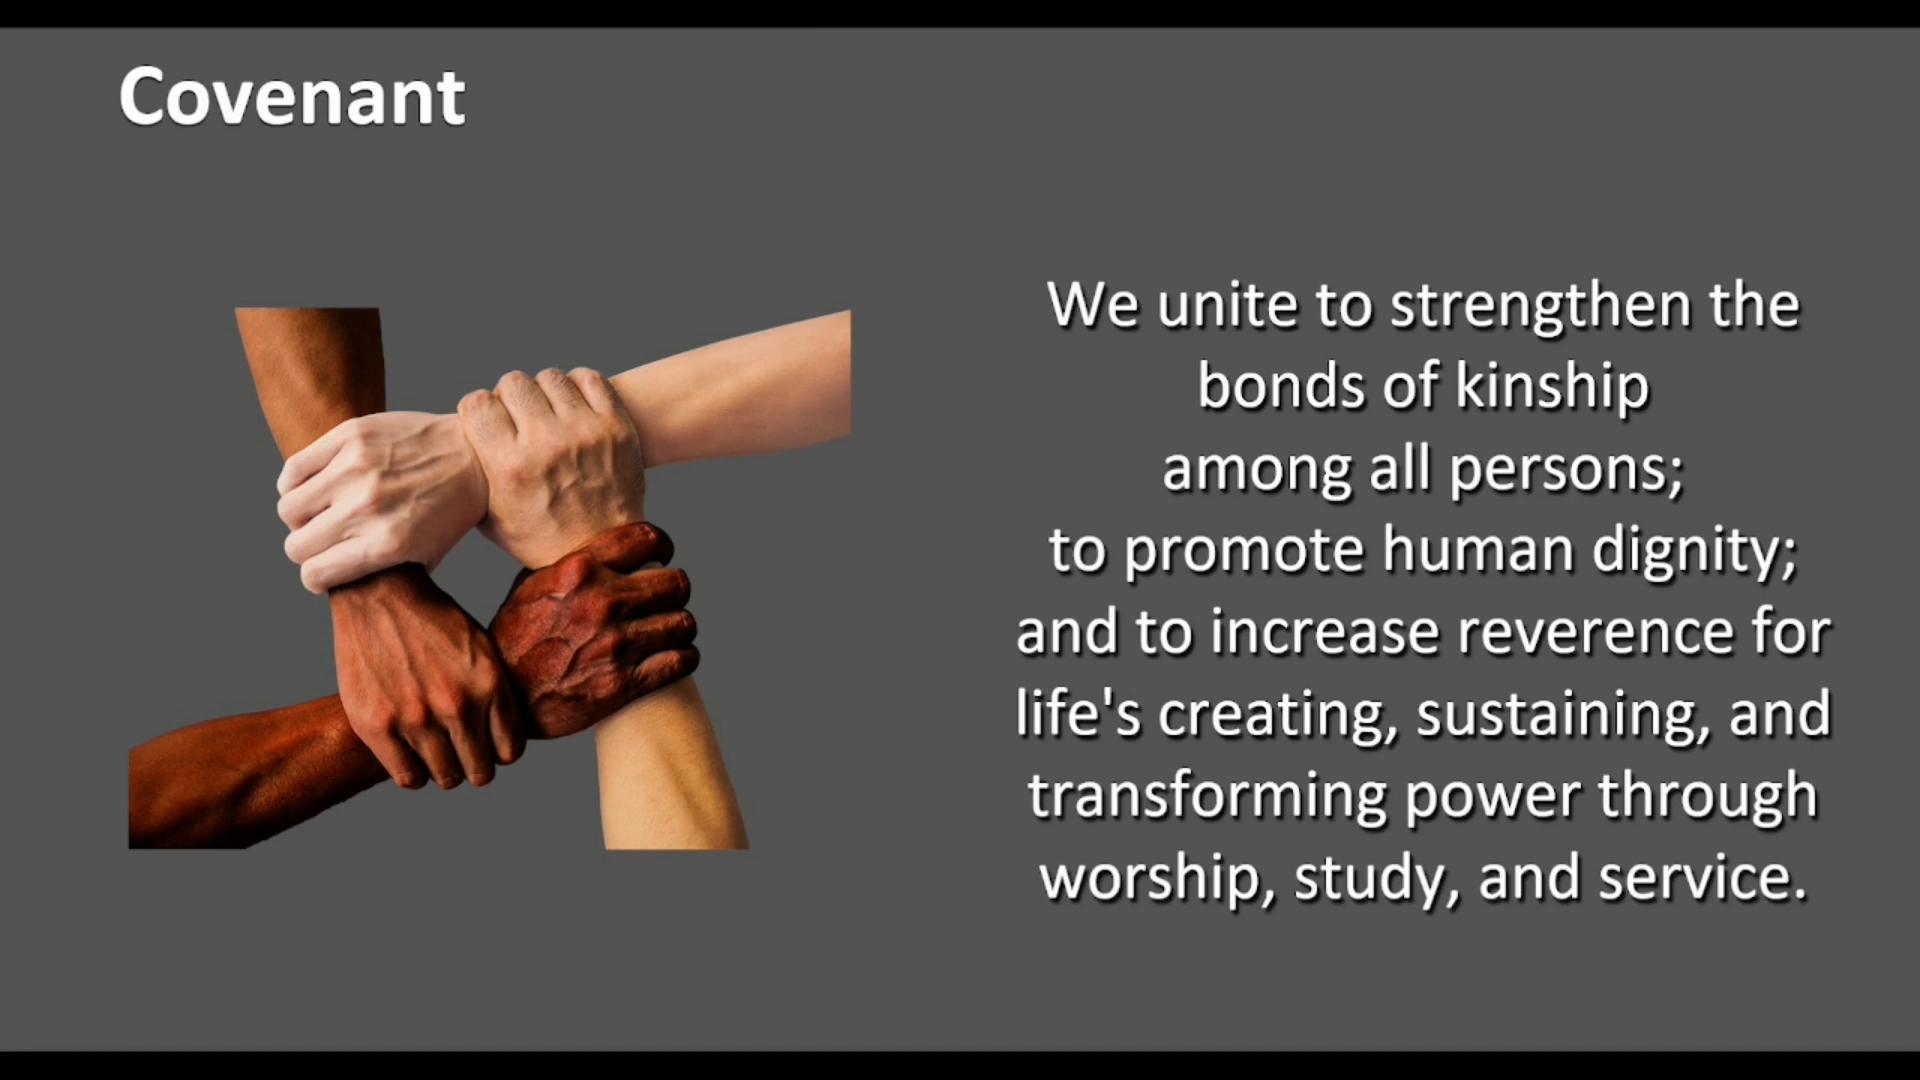 Covenant
We unite to strengthen the
bonds of kinship
among all persons;
to promote human dignity;
and to increase reverence for
life's creating, sustaining, and
transforming power through
worship, study, and service.